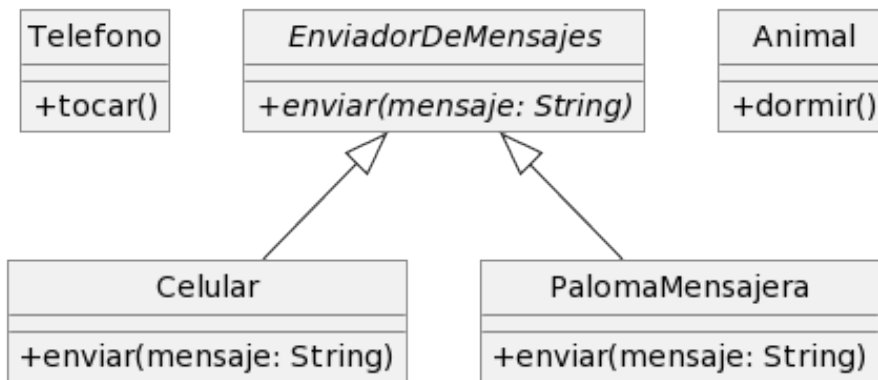 Telefono
+tocar()
EnviadorDeMensajes
+enviar(mensaje: String)
Animal
+dormir()
Celular
+enviar(mensaje: String)
PalomaMensajera
+enviar(mensaje: String)